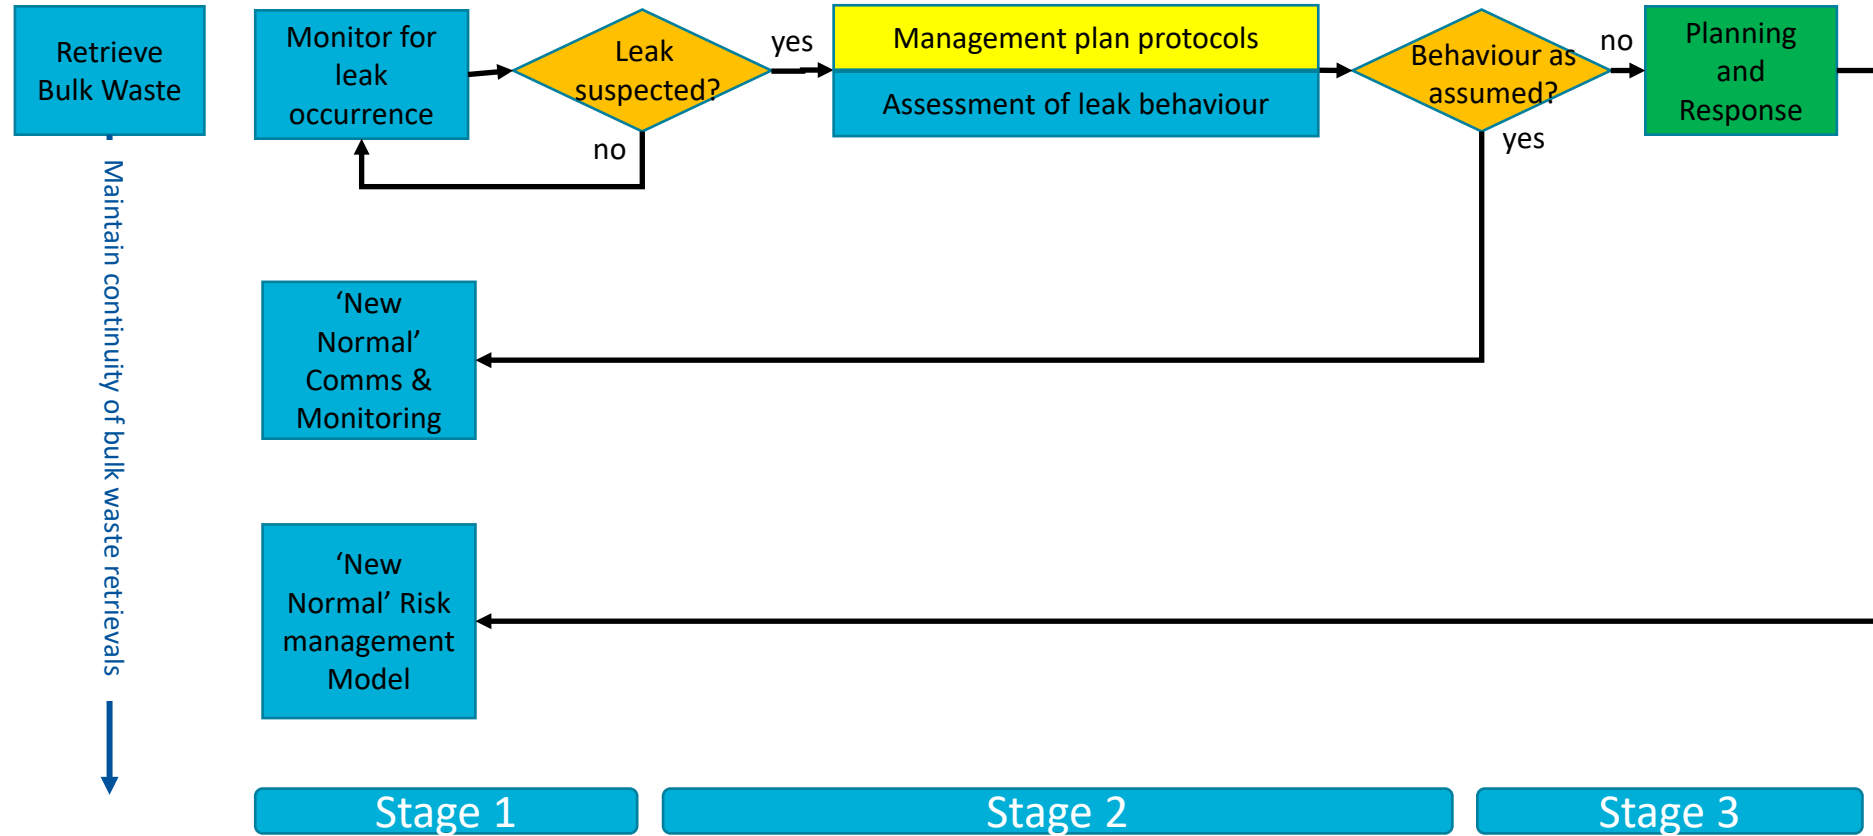 Retrieve
Bulk Waste
Maintain continuity of bulk waste retrievals
Monitor for
leak
occurrence
Leak
suspected?
yes
no
Management plan protocols
Assessment of leak behaviour
Behaviour as
assumed?
no
yes
Planning
and
Response
‘New
Normal’
Comms &
Monitoring
‘New
Normal’ Risk
management
Model
Stage 1
Stage 2
Stage 3